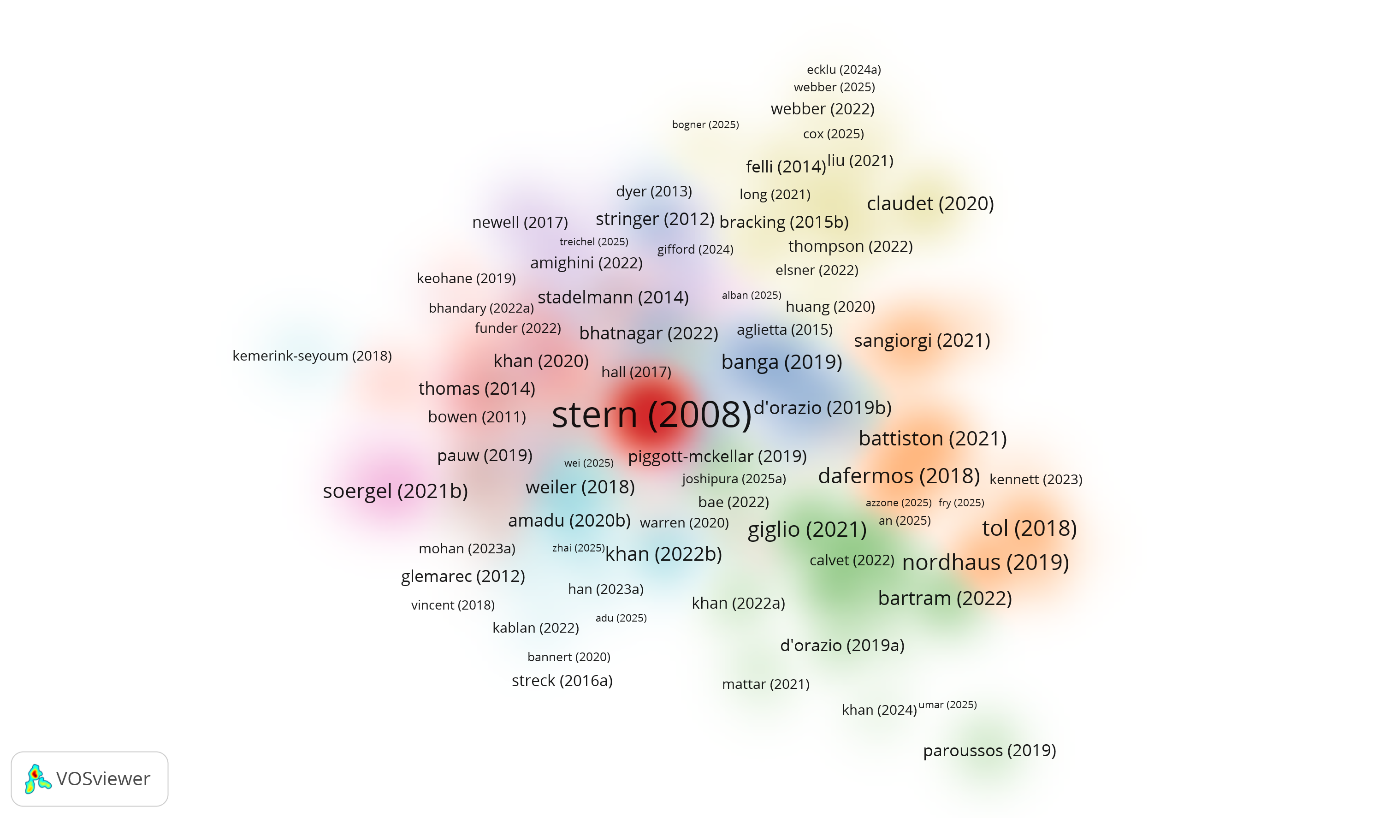 ecklu (2024a)
webber (2025)
webber (2022)
bogner (2025)
cox (2025)
felli (2014)
liu (2021)
dyer (2013)
long (2021)
claudet (2020)
newell (2017)
stringer (2012)
bracking (2015b)
treichel (2025)
gifford (2024)
thompson (2022)
amighini (2022)
elsner (2022)
keohane (2019)
stadelmann (2014)
alban (2025)
bhandary (2022a)
huang (2020)
funder (2022)
bhatnagar (2022)
aglietta (2015)
sangiorgi (2021)
kemerink-seyoum (2018)
khan (2020)
banga (2019)
hall (2017)
thomas (2014)
stern (2008)
d'orazio (2019b)
bowen (2011)
battiston (2021)
pauw (2019)
wei (2025)
piggott-mckellar (2019)
joshipura (2025a)
dafermos (2018)
kennett (2023)
soergel (2021b)
weiler (2018)
bae (2022)
azzone (2025)
fry (2025)
amadu (2020b)
warren (2020)
giglio (2021)
an (2025)
tol (2018)
mohan (2023a)
zhai (2025)
khan (2022b)
calvet (2022)
nordhaus (2019)
glemarec (2012)
han (2023a)
vincent (2018)
khan (2022a)
bartram (2022)
kablan (2022)
adu (2025)
d'orazio (2019a)
bannert (2020)
streck (2016a)
mattar (2021)
khan (2024)
umar (2025)
paroussos (2019)
VOSviewer